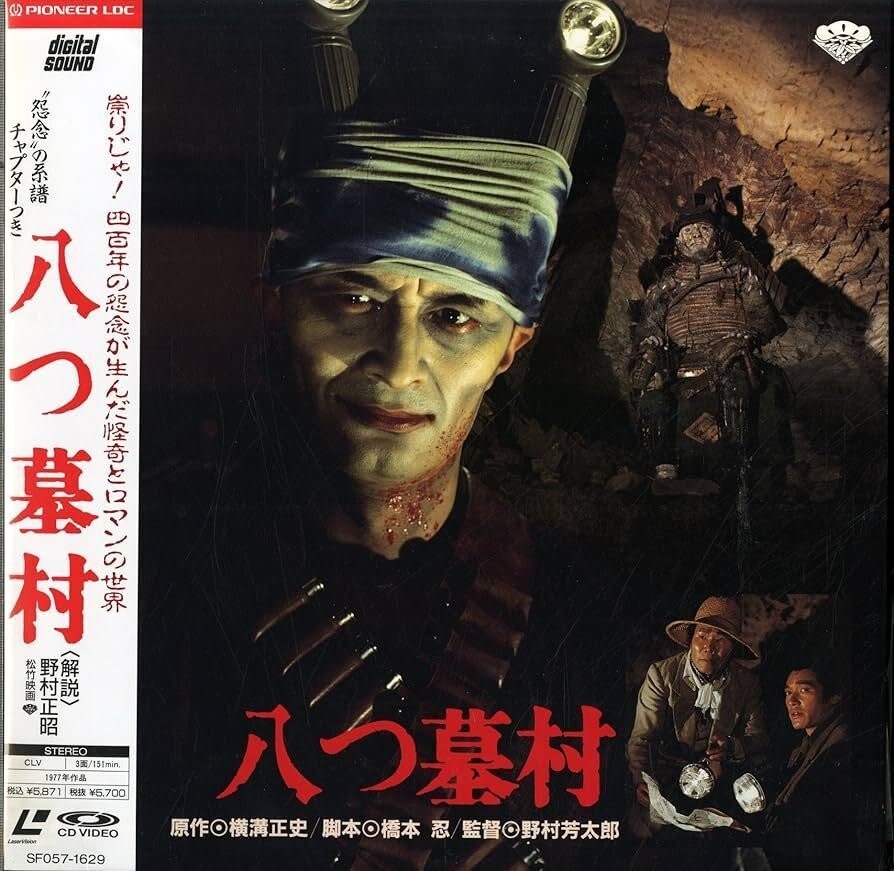 PIONEER LDC
digital
SOUND
祟りじゃ! 四百年の怨念が生んだ怪奇とロマンの世界
"怨念"の系譜
チャプターつき
八つ墓村
〈解説〉
野村正昭
松竹映画
STEREO
CLV 3面/151min.
1977年作品
税込 ¥5,871 税抜 ¥5,700
LaserVision
CD VIDEO
SF057-1629
八つ墓村
原作◎横溝正史/脚本◎橋本 忍/監督◎野村芳太郎